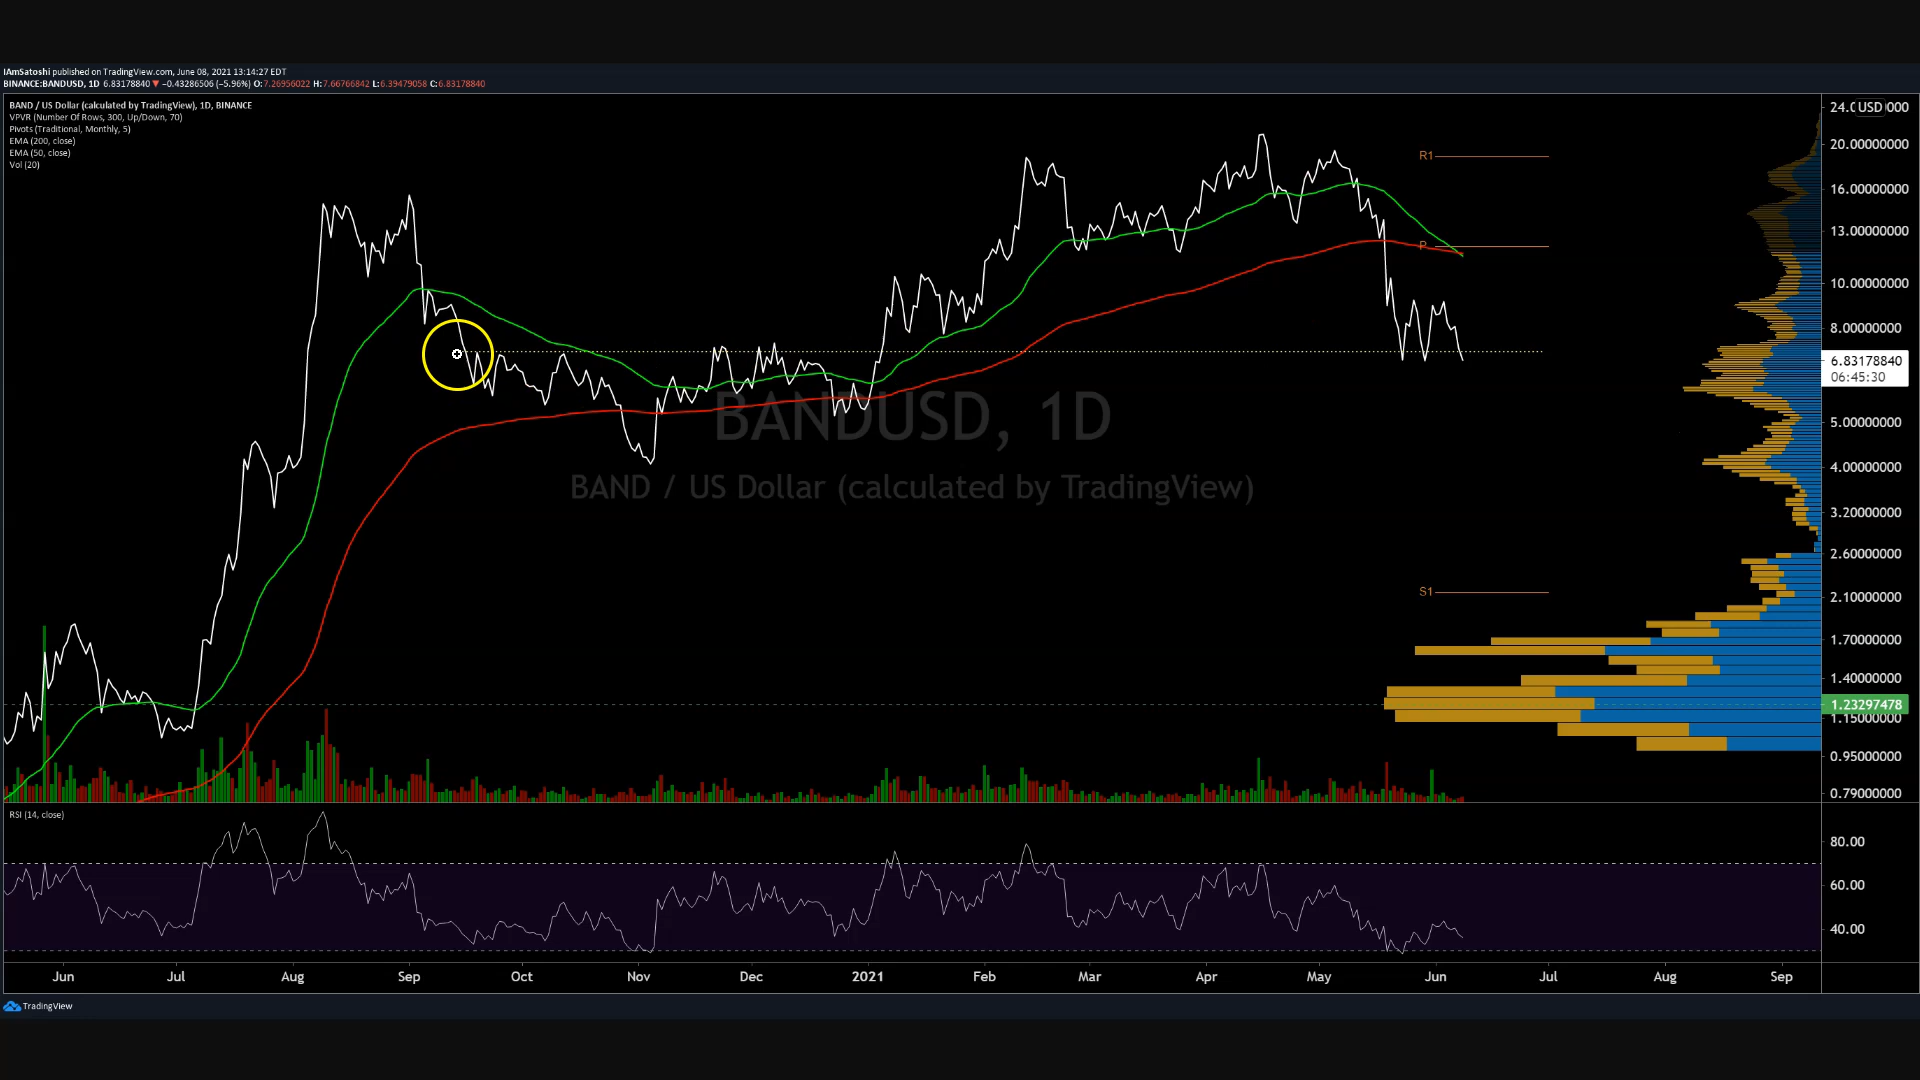 IAmSatoshi published on TradingView.com, June 08, 2021 13:14:27 EDT
BINANCE:BANDUSD, 1D 6.83178840 ▼ −0.43286506 (−5.96%) O:7.26956022 H:7.66766842 L:6.39479058 C:6.83178840
BAND / US Dollar (calculated by TradingView), 1D, BINANCE
VPVR (Number Of Rows, 300, Up/Down, 70)
Pivots (Traditional, Monthly, 5)
EMA (200, close)
EMA (50, close)
Vol (20)
USD
20.00000000
R1
16.00000000
13.00000000
P
10.00000000
8.00000000
6.83178840
06:45:30
BANDUSD, 1D
5.00000000
4.00000000
BAND / US Dollar (calculated by TradingView)
3.20000000
2.60000000
S1
2.10000000
1.70000000
1.40000000
1.23297478
1.15000000
0.95000000
0.79000000
RSI (14, close)
80.00
60.00
40.00
Jun Jul Aug Sep Oct Nov Dec 2021 Feb Mar Apr May Jun Jul Aug Sep
TradingView